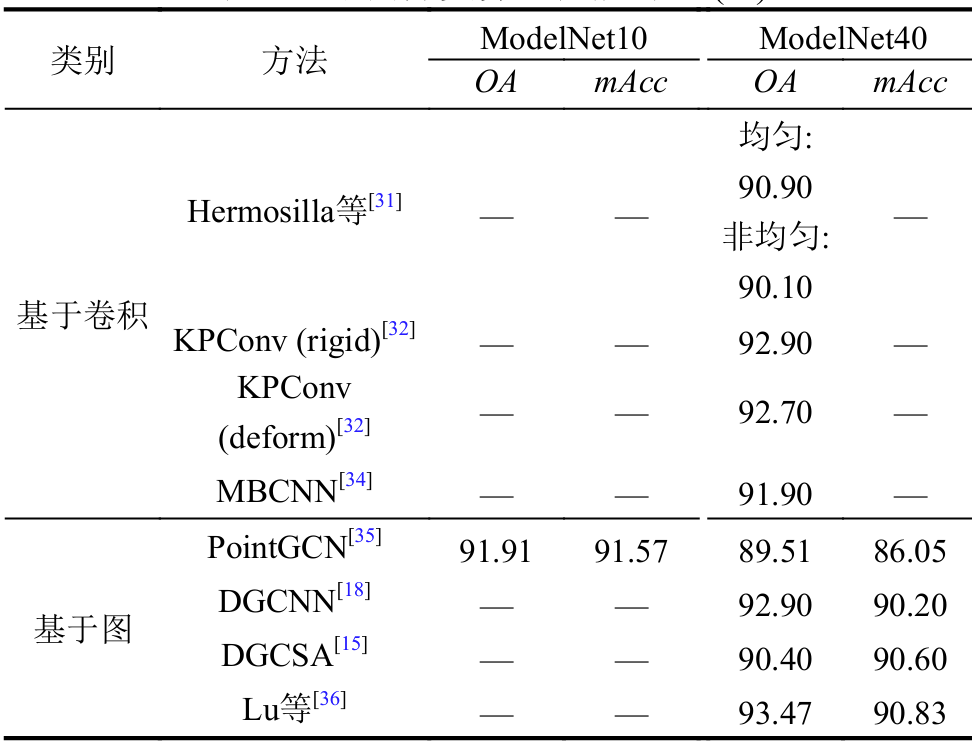 类别 方法 ModelNet10 ModelNet40
OA mAcc OA mAcc
基于卷积 Hermosilla等[31] — — 均匀: 90.90 非均匀: 90.10 —
KPConv (rigid)[32] — — 92.90 —
KPConv (deform)[32] — — 92.70 —
MBCNN[34] — — 91.90 —
基于图 PointGCN[35] 91.91 91.57 89.51 86.05
DGCNN[18] — — 92.90 90.20
DGCSA[15] — — 90.40 90.60
Lu等[36] — — 93.47 90.83